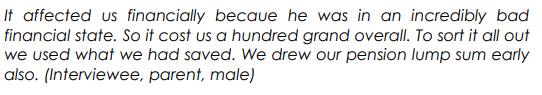 It affected us financially becaue he was in an incredibly bad
financial state. So it cost us a hundred grand overall. To sort it all out
we used what we had saved. We drew our pension lump sum early
also. (Interviewee, parent, male)